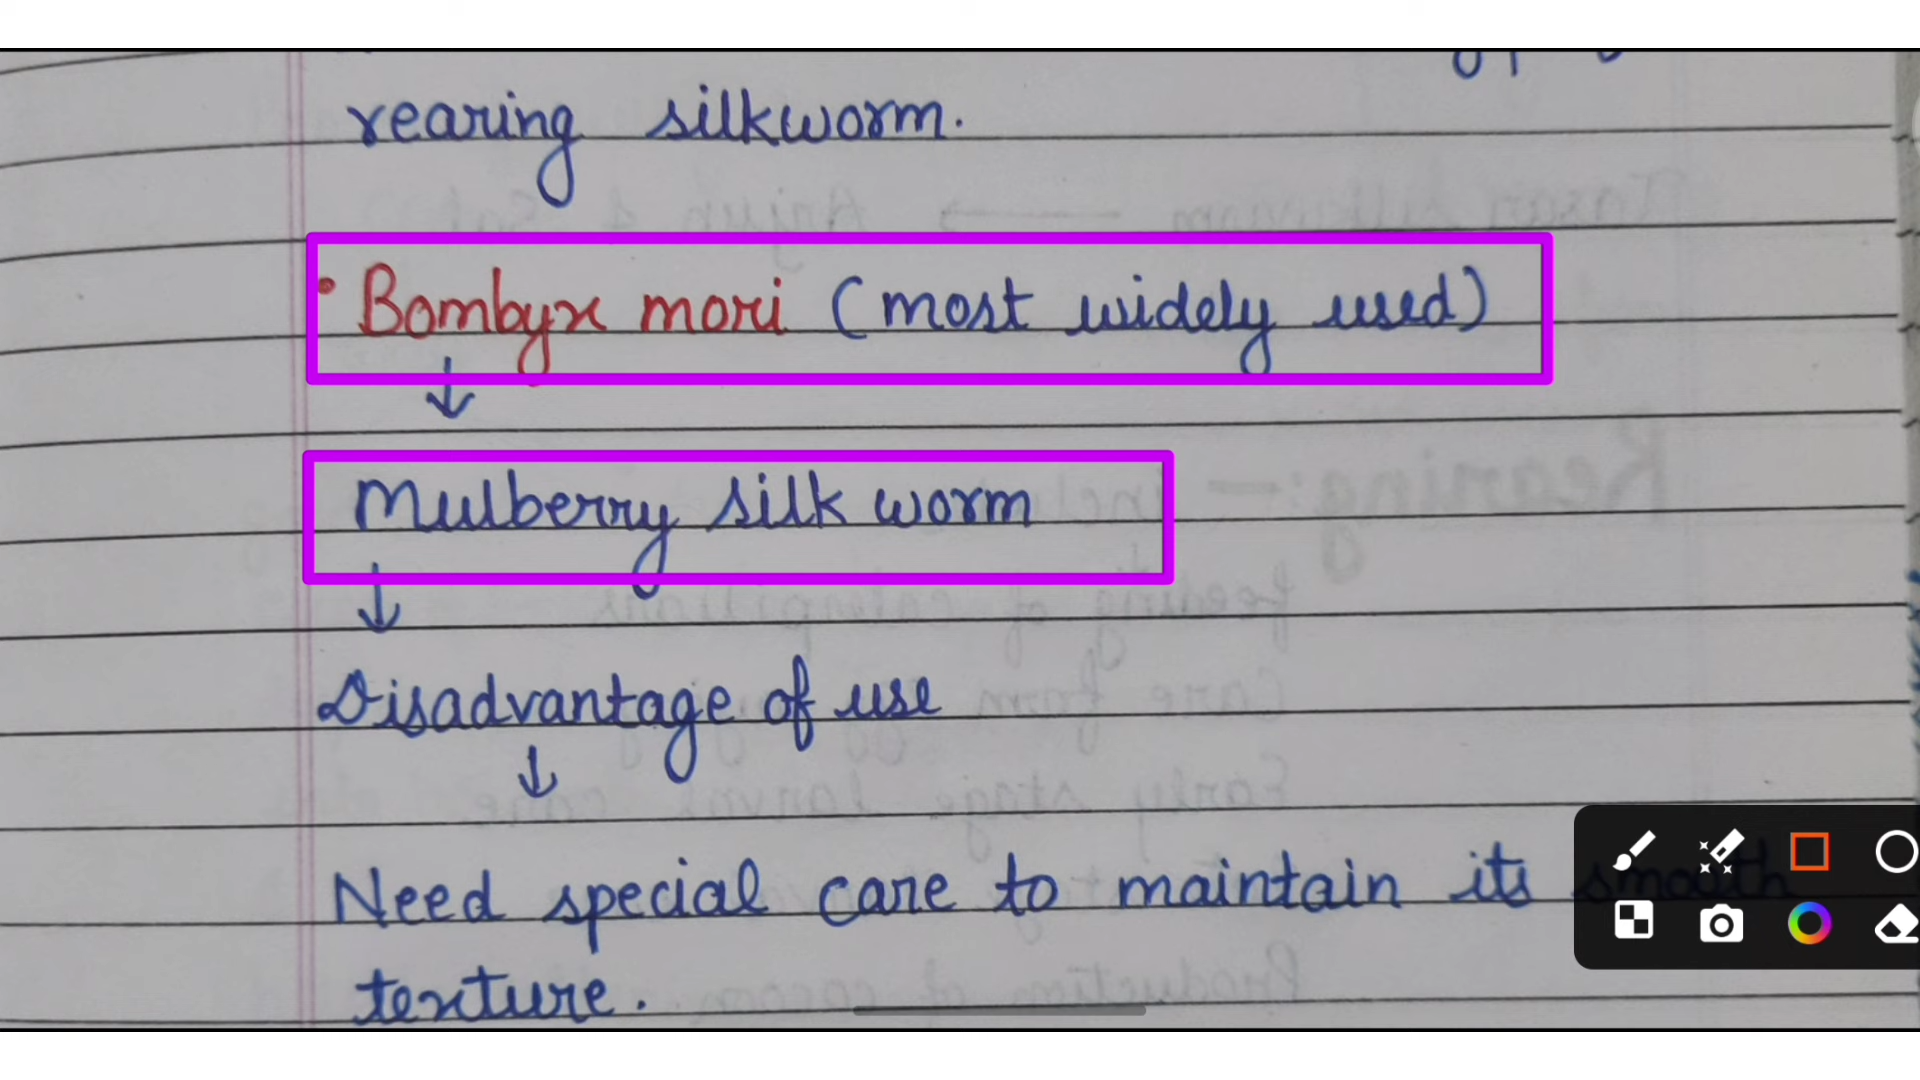 rearing silkworm.
• Bombyx mori (most widely used)
↓
Mulberry silk worm
↓
Disadvantage of use
↓
Need special care to maintain its smooth
texture.